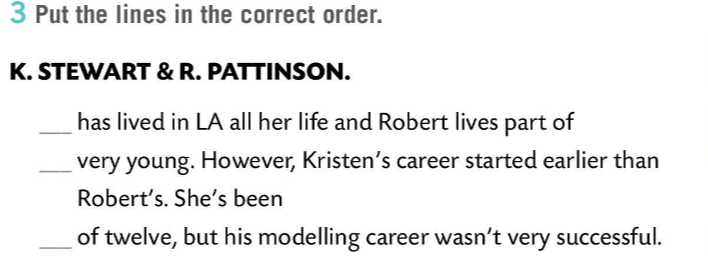 3 Put the lines in the correct order.
K. STEWART & R. PATTINSON.
___ has lived in LA all her life and Robert lives part of
___ very young. However, Kristen's career started earlier than
Robert's. She's been
___ of twelve, but his modelling career wasn't very successful.